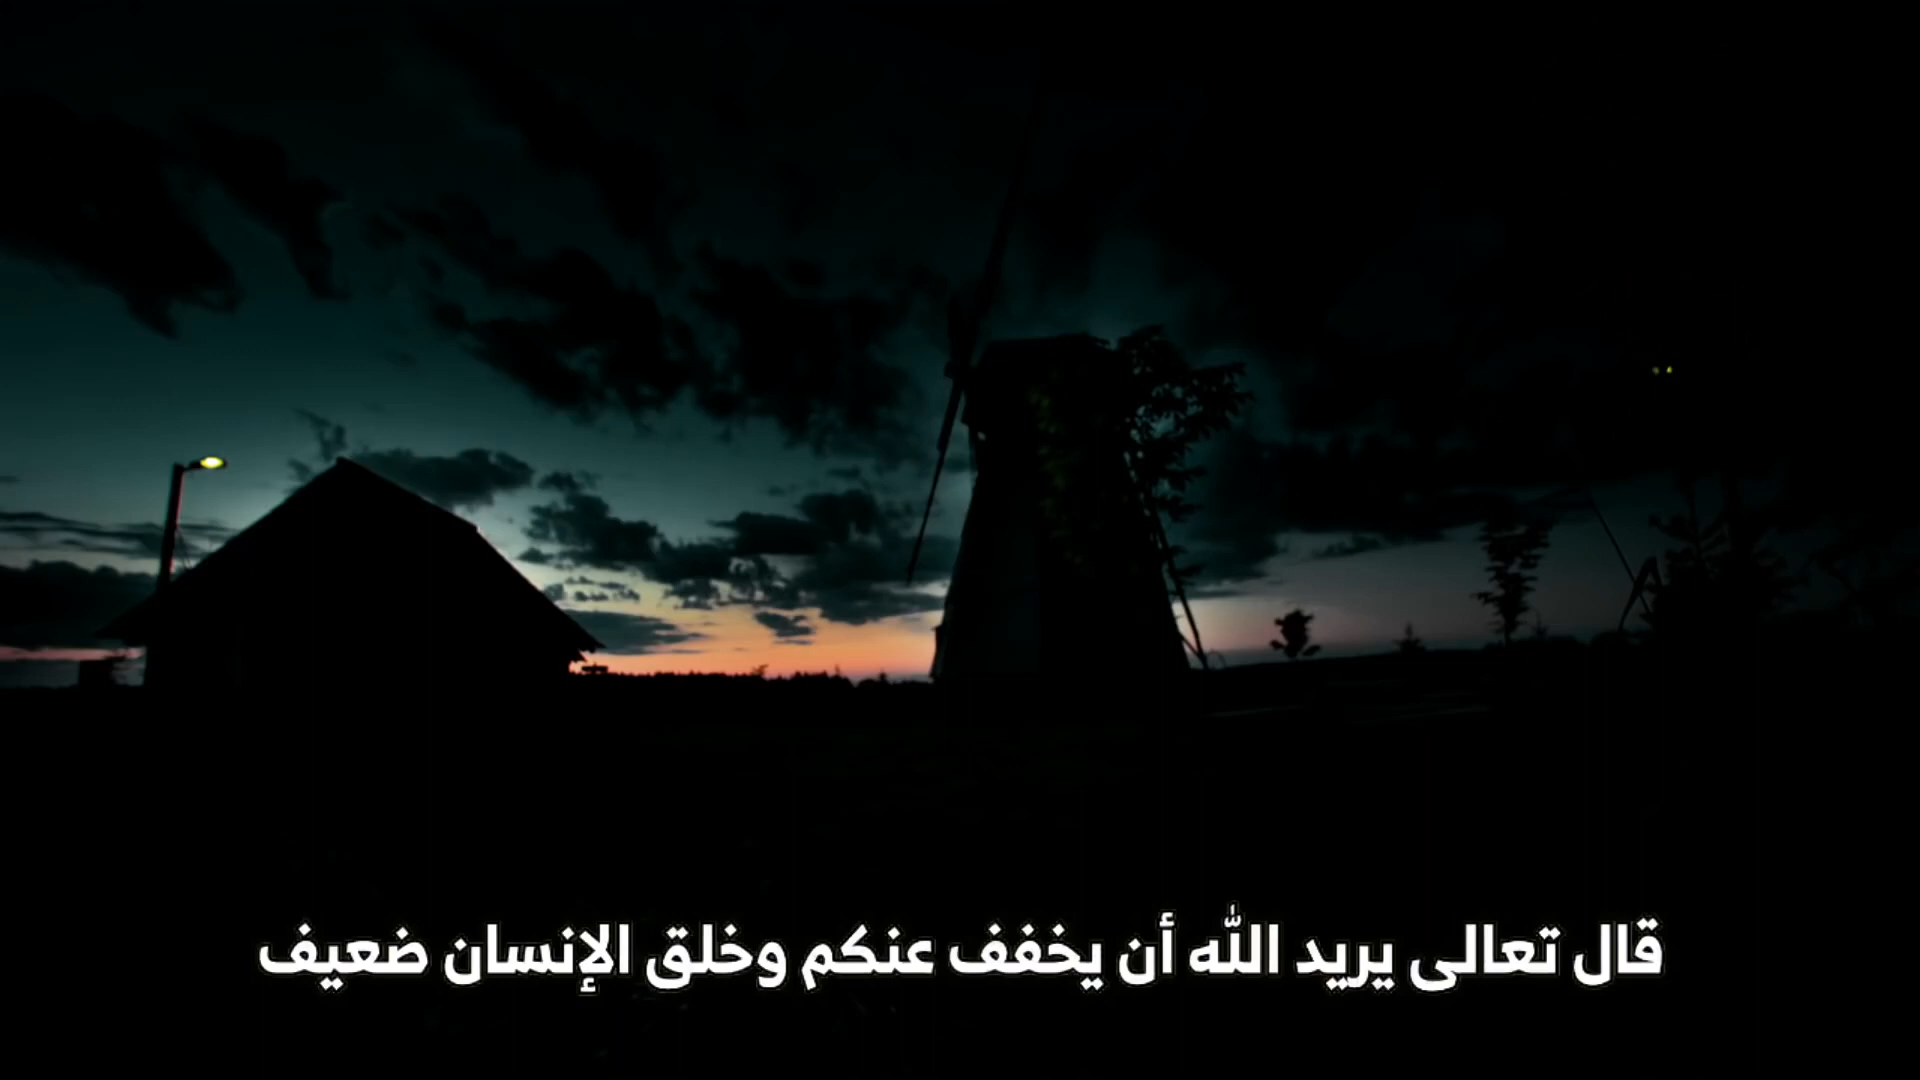 قال تعالى يريد الله أن يخفف عنكم وخلق الإنسان ضعيف